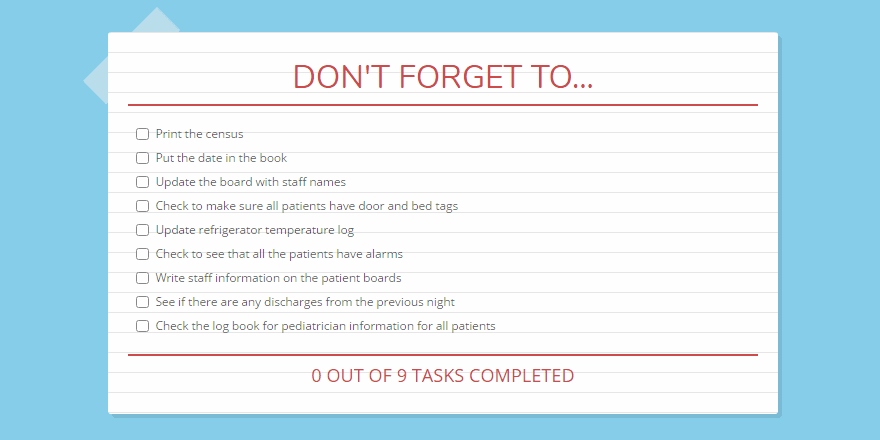 DON'T FORGET TO...
Print the census
Put the date in the book
Update the board with staff names
Check to make sure all patients have door and bed tags
Update refrigerator temperature log
Check to see that all the patients have alarms
Write staff information on the patient boards
See if there are any discharges from the previous night
Check the log book for pediatrician information for all patients
0 OUT OF 9 TASKS COMPLETED